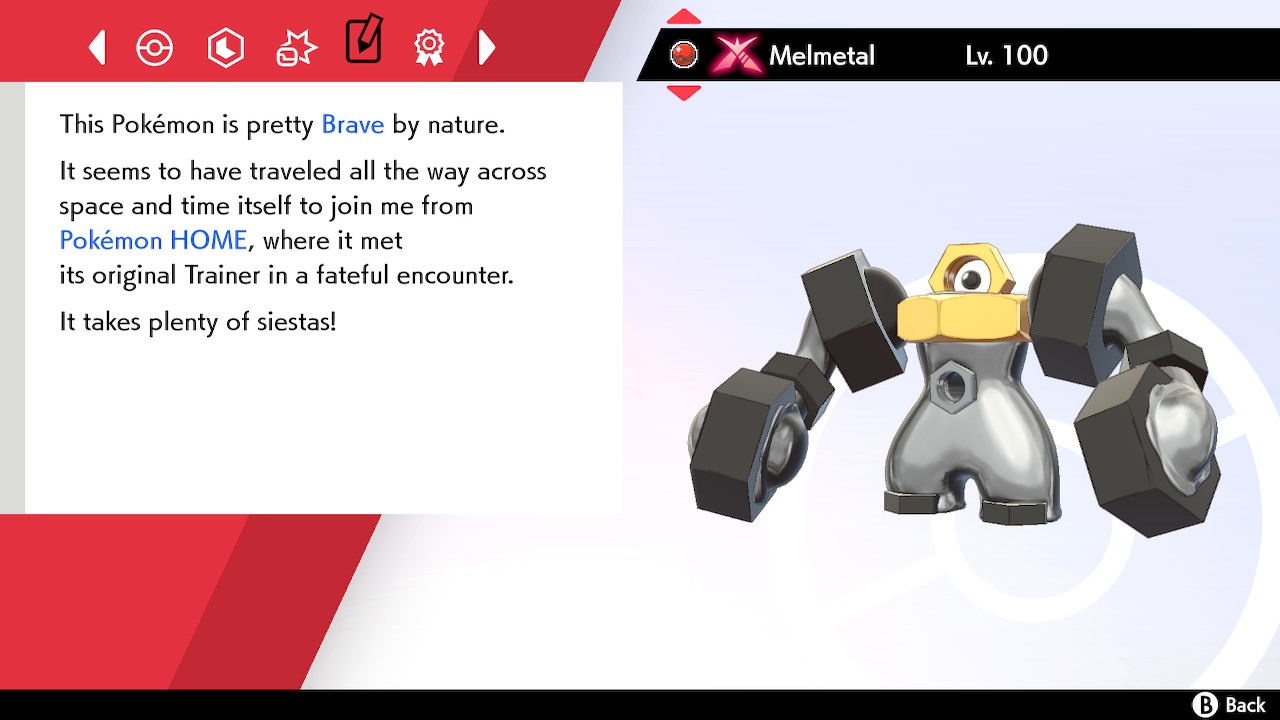 Melmetal Lv. 100
This Pokémon is pretty Brave by nature.
It seems to have traveled all the way across
space and time itself to join me from
Pokémon HOME, where it met
its original Trainer in a fateful encounter.
It takes plenty of siestas!
B Back